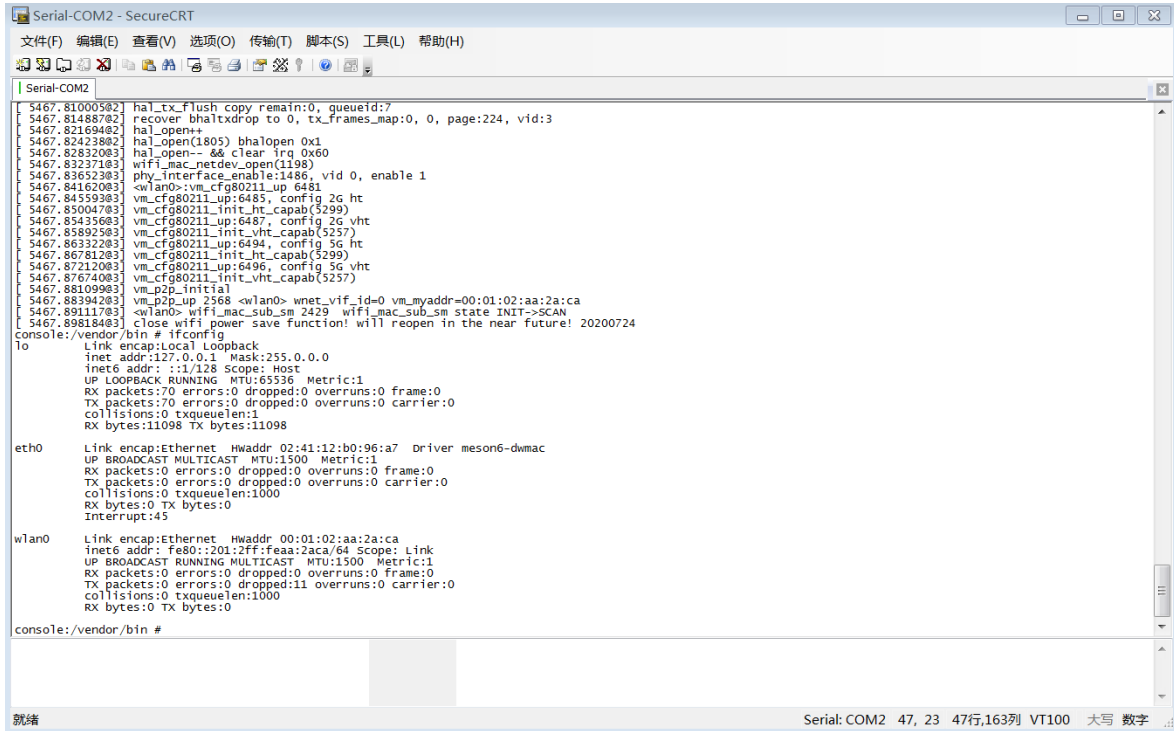 Serial-COM2 - SecureCRT
文件(F) 编辑(E) 查看(V) 选项(O) 传输(T) 脚本(S) 工具(L) 帮助(H)
Serial-COM2
[ 5467.810005@2] hal_tx_flush copy remain:0, queueid:7
[ 5467.814887@2] recover bhaltxdrop to 0, tx_frames_map:0, 0, page:224, vid:3
[ 5467.821694@2] hal_open++
[ 5467.824238@2] hal_open(1805) bhalOpen 0x1
[ 5467.828320@3] hal_open-- && clear irq 0x60
[ 5467.832371@3] wifi_mac_netdev_open(1198)
[ 5467.836523@3] phy_interface_enable:1486, vid 0, enable 1
[ 5467.841620@3] <wlan0>:vm_cfg80211_up 6481
[ 5467.845593@3] vm_cfg80211_up:6485, config 2G ht
[ 5467.850047@3] vm_cfg80211_init_ht_capab(5299)
[ 5467.854356@3] vm_cfg80211_up:6487, config 2G vht
[ 5467.858925@3] vm_cfg80211_init_vht_capab(5257)
[ 5467.863322@3] vm_cfg80211_up:6494, config 5G ht
[ 5467.867812@3] vm_cfg80211_init_ht_capab(5299)
[ 5467.872120@3] vm_cfg80211_up:6496, config 5G vht
[ 5467.876740@3] vm_cfg80211_init_vht_capab(5257)
[ 5467.881099@3] vm_p2p_initial
[ 5467.883942@3] vm_p2p_up 2568 <wlan0> wnet_vif_id=0 vm_myaddr=00:01:02:aa:2a:ca
[ 5467.891117@3] <wlan0> wifi_mac_sub_sm 2429  wifi_mac_sub_sm state INIT->SCAN
[ 5467.898184@3] close wifi power save function! will reopen in the near future! 20200724
console:/vendor/bin # ifconfig
lo        Link encap:Local Loopback
          inet addr:127.0.0.1  Mask:255.0.0.0
          inet6 addr: ::1/128 Scope: Host
          UP LOOPBACK RUNNING  MTU:65536  Metric:1
          RX packets:70 errors:0 dropped:0 overruns:0 frame:0
          TX packets:70 errors:0 dropped:0 overruns:0 carrier:0
          collisions:0 txqueuelen:1
          RX bytes:11098 TX bytes:11098
eth0      Link encap:Ethernet  HWaddr 02:41:12:b0:96:a7  Driver meson6-dwmac
          UP BROADCAST MULTICAST  MTU:1500  Metric:1
          RX packets:0 errors:0 dropped:0 overruns:0 frame:0
          TX packets:0 errors:0 dropped:0 overruns:0 carrier:0
          collisions:0 txqueuelen:1000
          RX bytes:0 TX bytes:0
          Interrupt:45
wlan0     Link encap:Ethernet  HWaddr 00:01:02:aa:2a:ca
          inet6 addr: fe80::201:2ff:feaa:2aca/64 Scope: Link
          UP BROADCAST RUNNING MULTICAST  MTU:1500  Metric:1
          RX packets:0 errors:0 dropped:0 overruns:0 frame:0
          TX packets:0 errors:0 dropped:11 overruns:0 carrier:0
          collisions:0 txqueuelen:1000
          RX bytes:0 TX bytes:0
console:/vendor/bin #
就绪 Serial: COM2 47, 23 47行,163列 VT100 大写 数字